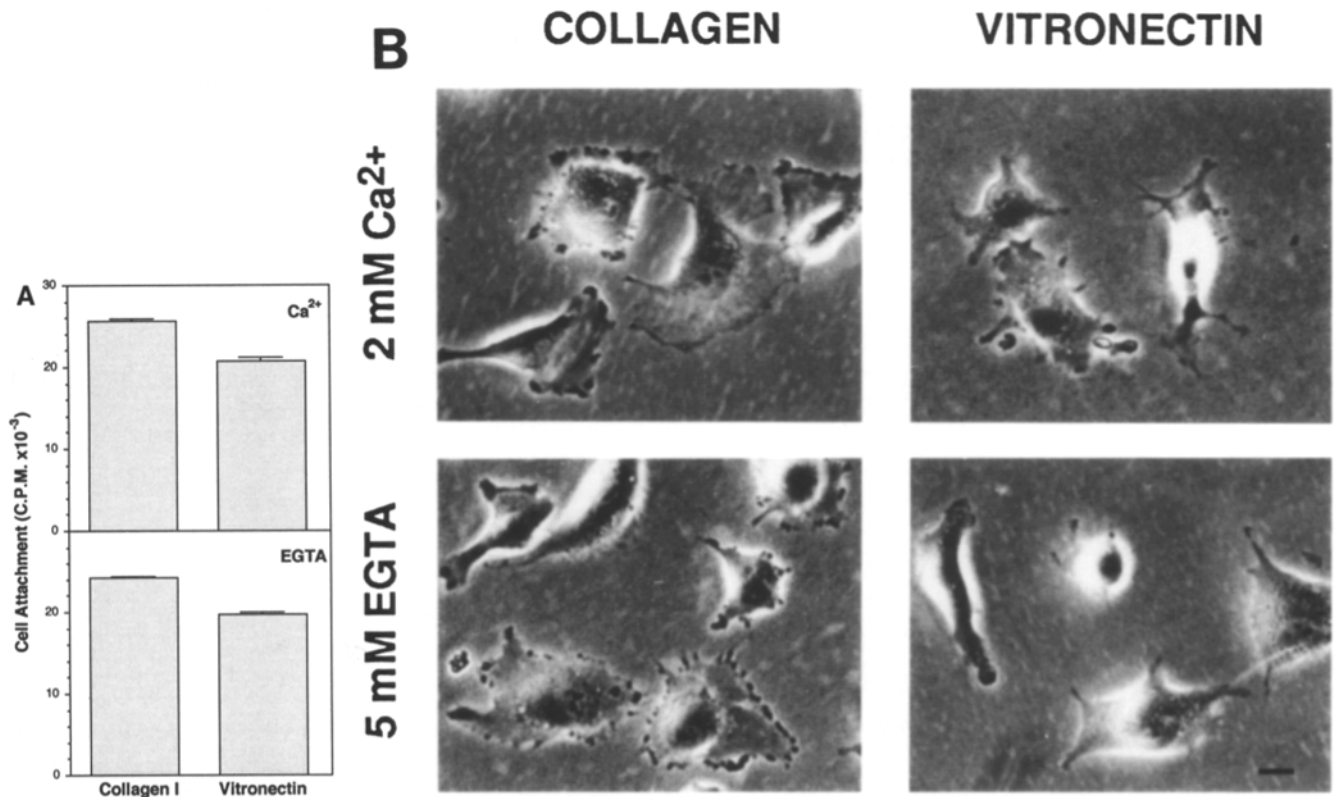 A
30
Ca2+
20
10
0
EGTA
20
10
0
Cell Attachment (C.P.M. x10-3)
Collagen I Vitronectin
B
COLLAGEN VITRONECTIN
2 mM Ca2+
5 mM EGTA